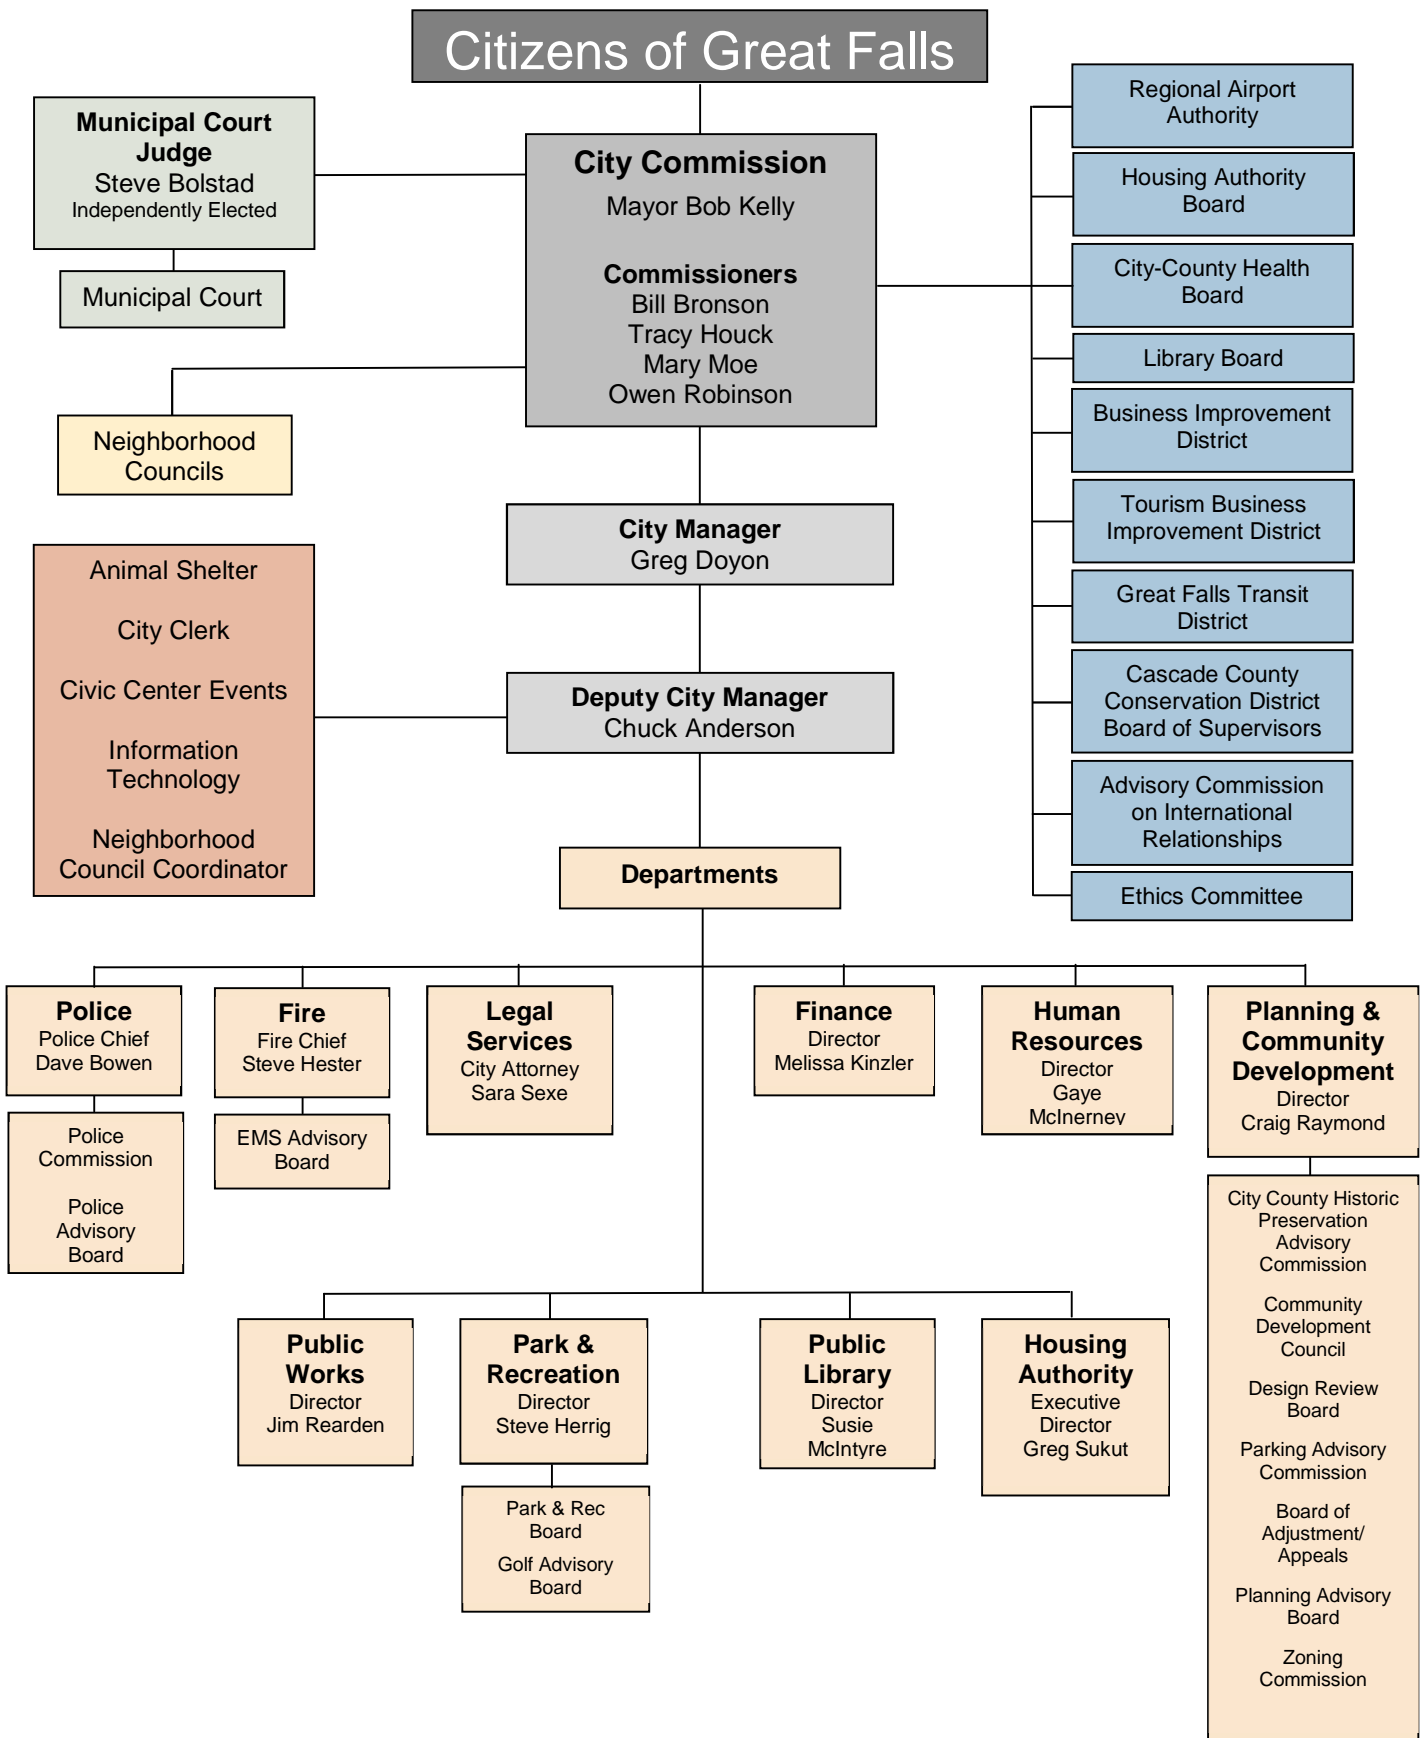 Citizens of Great Falls
Municipal Court
Judge
Steve Bolstad
Independently Elected
Municipal Court
Neighborhood
Councils
City Commission
Mayor Bob Kelly
Commissioners
Bill Bronson
Tracy Houck
Mary Moe
Owen Robinson
Regional Airport
Authority
Housing Authority
Board
City-County Health
Board
Library Board
Business Improvement
District
Tourism Business
Improvement District
Great Falls Transit
District
Cascade County
Conservation District
Board of Supervisors
Advisory Commission
on International
Relationships
Ethics Committee
City Manager
Greg Doyon
Animal Shelter
City Clerk
Civic Center Events
Information
Technology
Neighborhood
Council Coordinator
Deputy City Manager
Chuck Anderson
Departments
Police
Police Chief
Dave Bowen
Police
Commission
Police
Advisory
Board
Fire
Fire Chief
Steve Hester
EMS Advisory
Board
Legal
Services
City Attorney
Sara Sexe
Finance
Director
Melissa Kinzler
Human
Resources
Director
Gaye
McInerney
Planning &
Community
Development
Director
Craig Raymond
City County Historic
Preservation
Advisory
Commission
Community
Development
Council
Design Review
Board
Parking Advisory
Commission
Board of
Adjustment/
Appeals
Planning Advisory
Board
Zoning
Commission
Public
Works
Director
Jim Rearden
Park &
Recreation
Director
Steve Herrig
Park & Rec
Board
Golf Advisory
Board
Public
Library
Director
Susie
McIntyre
Housing
Authority
Executive
Director
Greg Sukut